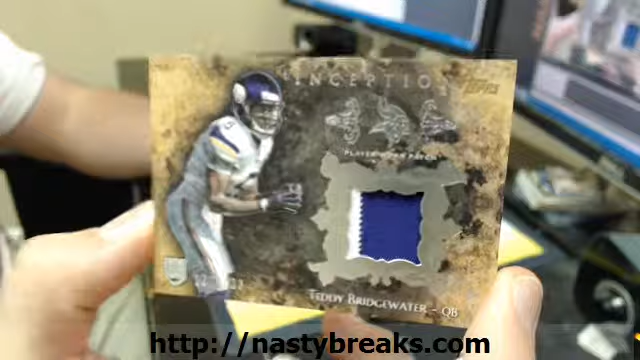 INCEPTION
Topps
TEDDY BRIDGEWATER - QB
http://nastybreaks.com